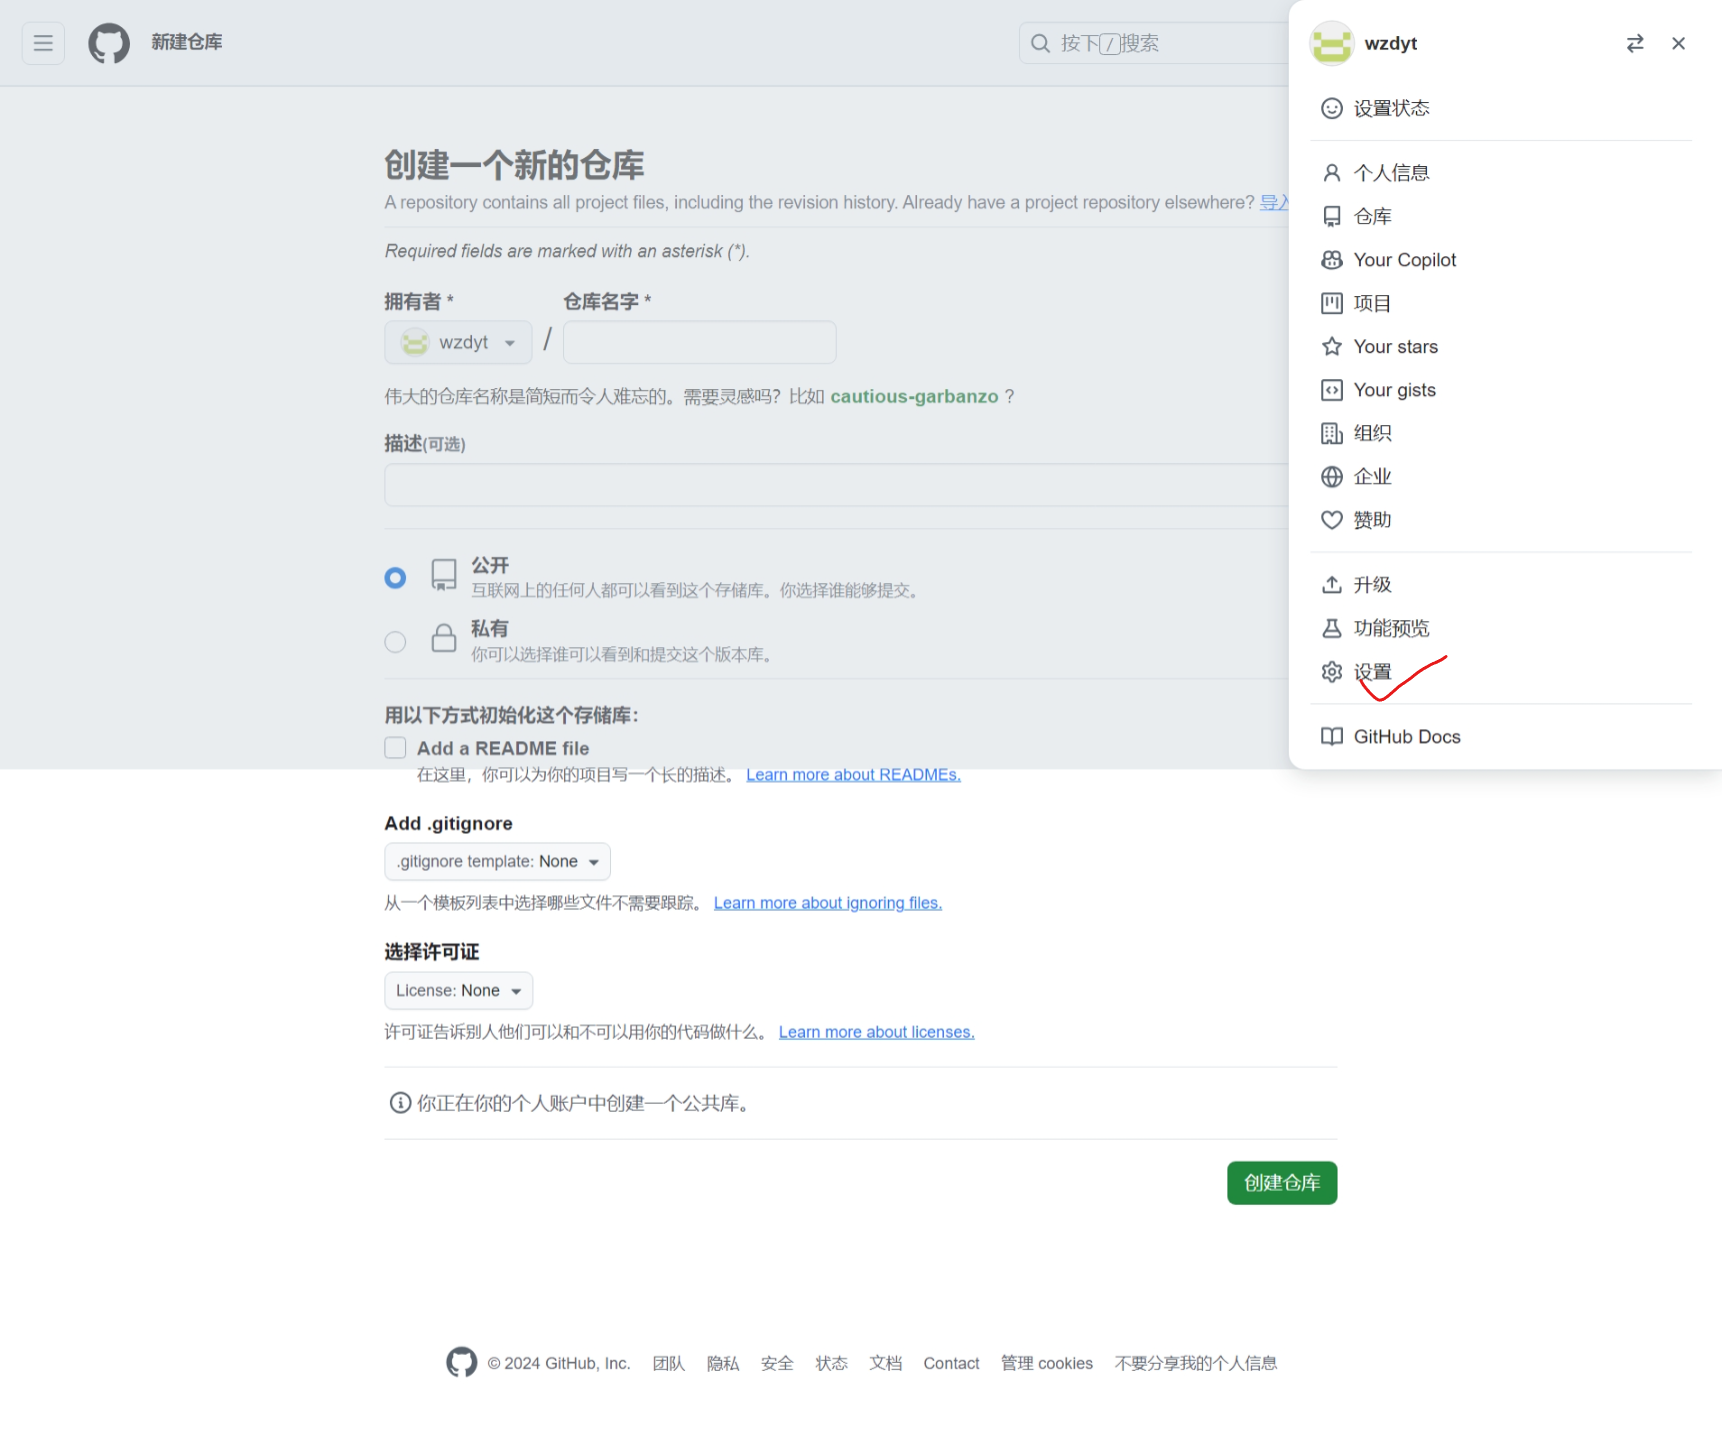 新建仓库
按下/搜索
创建一个新的仓库
A repository contains all project files, including the revision history. Already have a project repository elsewhere? 导入
Required fields are marked with an asterisk (*).
拥有者 *
仓库名字 *
wzdyt
/
伟大的仓库名称是简短而令人难忘的。需要灵感吗？比如 cautious-garbanzo ？
描述(可选)
公开
互联网上的任何人都可以看到这个存储库。你选择谁能够提交。
私有
你可以选择谁可以看到和提交这个版本库。
用以下方式初始化这个存储库：
Add a README file
在这里，你可以为你的项目写一个长的描述。 Learn more about READMEs.
Add .gitignore
.gitignore template: None
从一个模板列表中选择哪些文件不需要跟踪。 Learn more about ignoring files.
选择许可证
License: None
许可证告诉别人他们可以和不可以用你的代码做什么。 Learn more about licenses.
你正在你的个人账户中创建一个公共库。
创建仓库
© 2024 GitHub, Inc. 团队 隐私 安全 状态 文档 Contact 管理 cookies 不要分享我的个人信息
wzdyt
设置状态
个人信息
仓库
Your Copilot
项目
Your stars
Your gists
组织
企业
赞助
升级
功能预览
设置
GitHub Docs